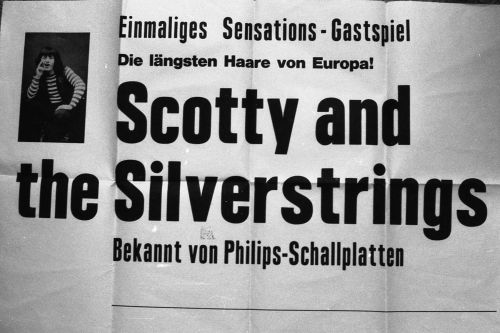 Einmaliges Sensations-Gastspiel
Die längsten Haare von Europa!
Scotty and
the Silverstrings
Bekannt von Philips-Schallplatten